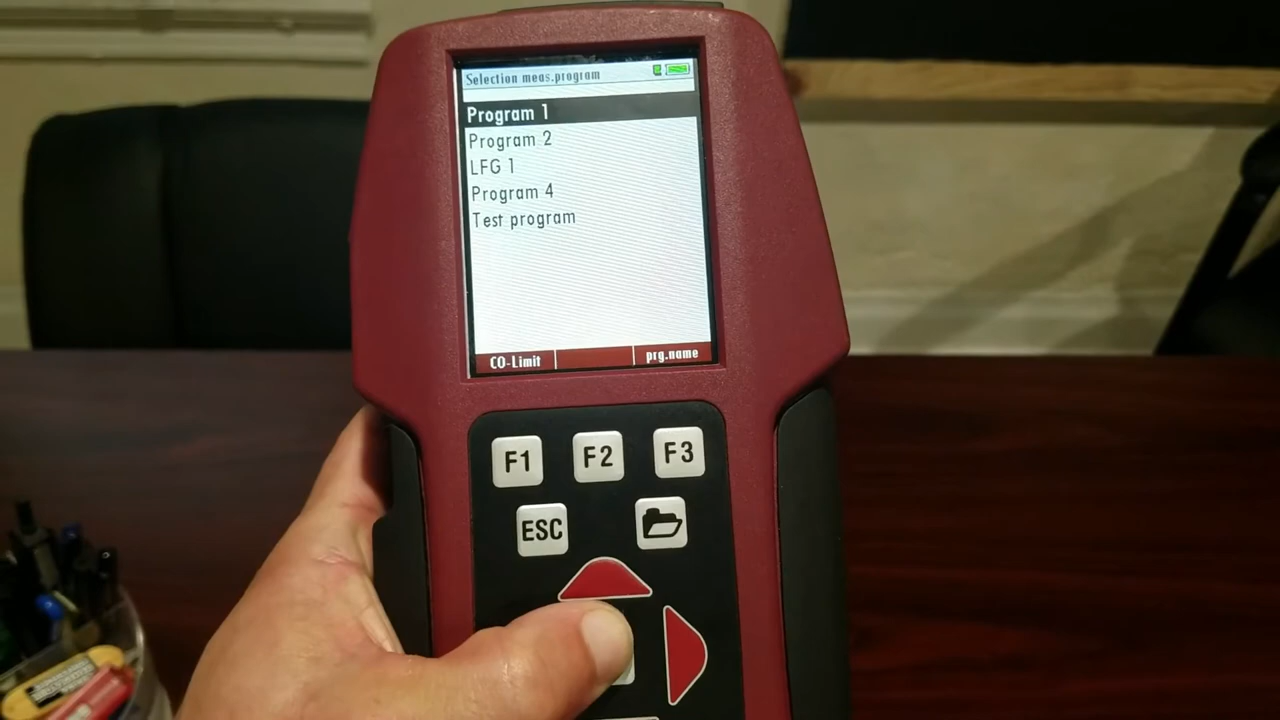 Selection meas.program
Program 1
Program 2
LFG 1
Program 4
Test program
CO-Limit prg.name
F1 F2 F3
ESC